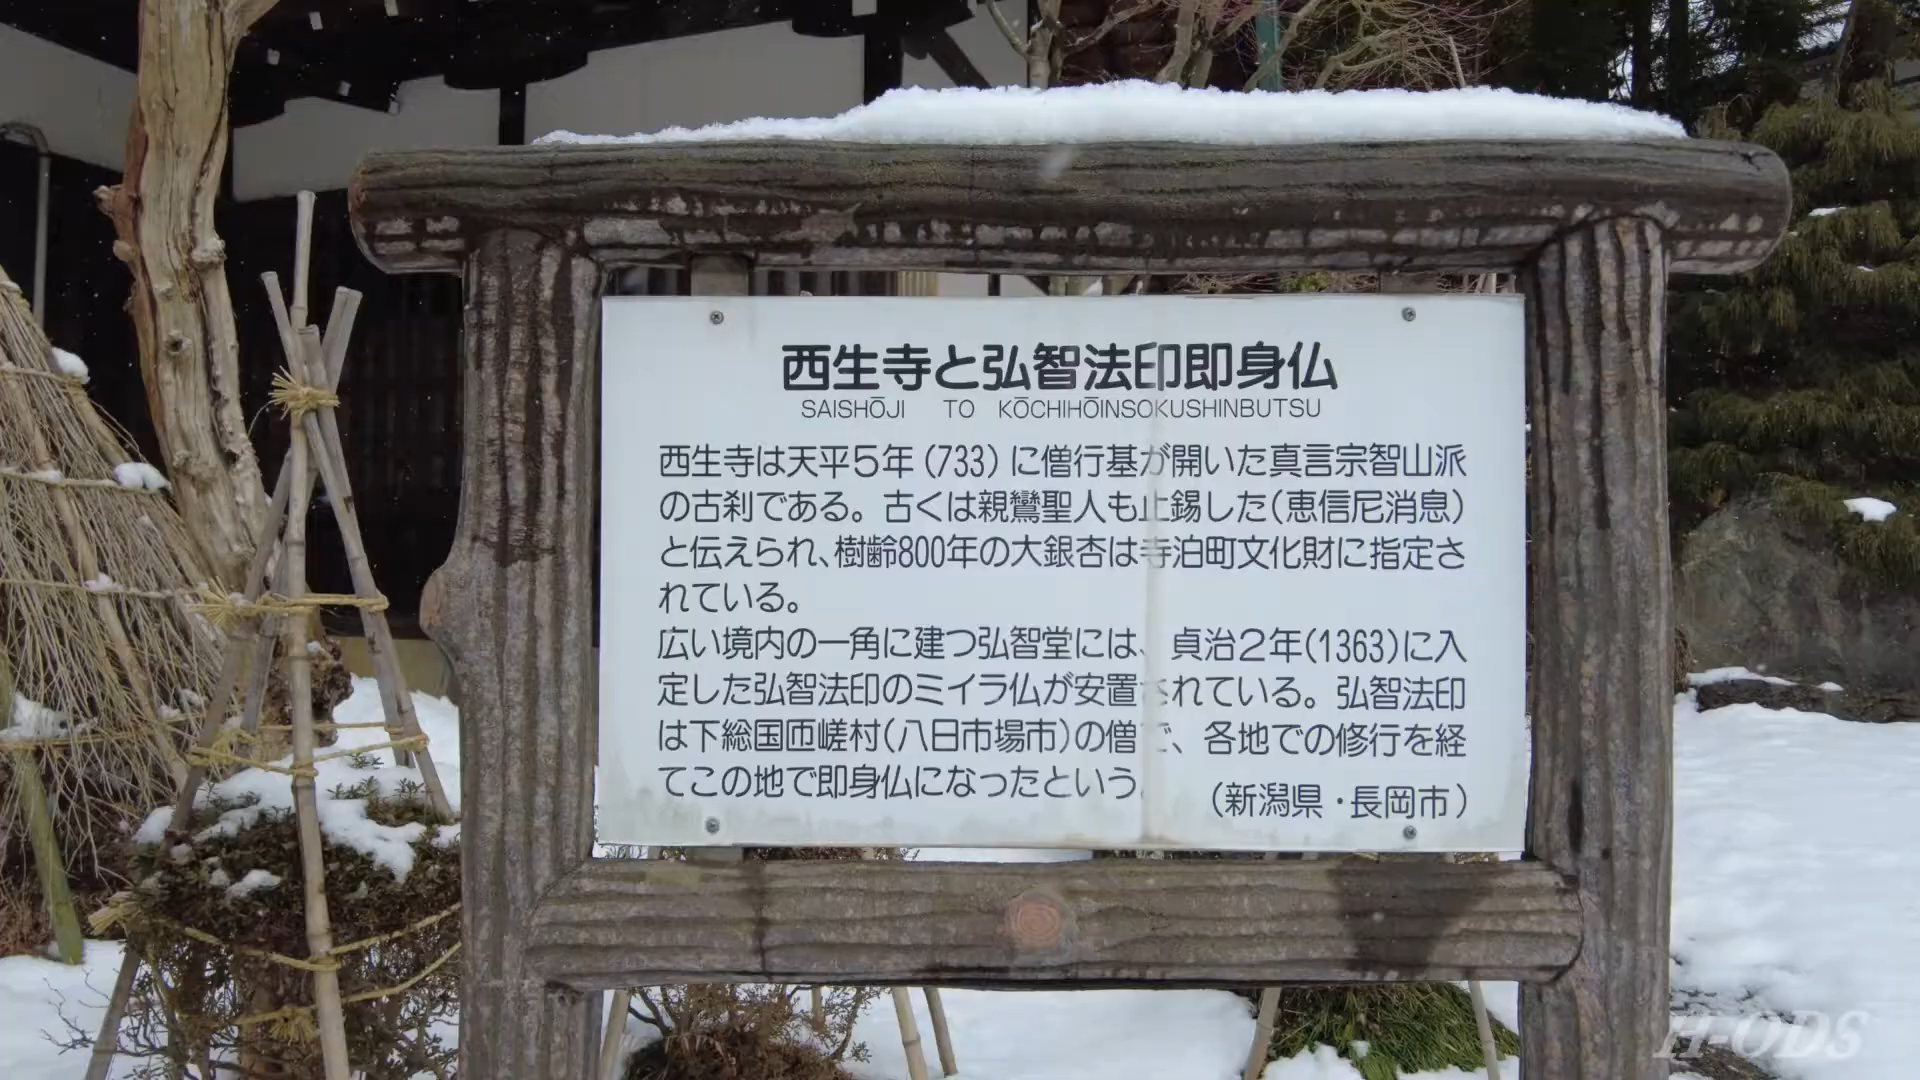 西生寺と弘智法印即身仏
SAISHŌJI TO KŌCHIHŌINSOKUSHINBUTSU
西生寺は天平5年(733)に僧行基が開いた真言宗智山派
の古刹である。古くは親鸞聖人も止錫した(恵信尼消息)
と伝えられ、樹齢800年の大銀杏は寺泊町文化財に指定さ
れている。
広い境内の一角に建つ弘智堂には、貞治2年(1363)に入
定した弘智法印のミイラ仏が安置されている。弘智法印
は下総国匝嵯村(八日市場市)の僧で、各地での修行を経
てこの地で即身仏になったという。
(新潟県・長岡市)
H-ODS